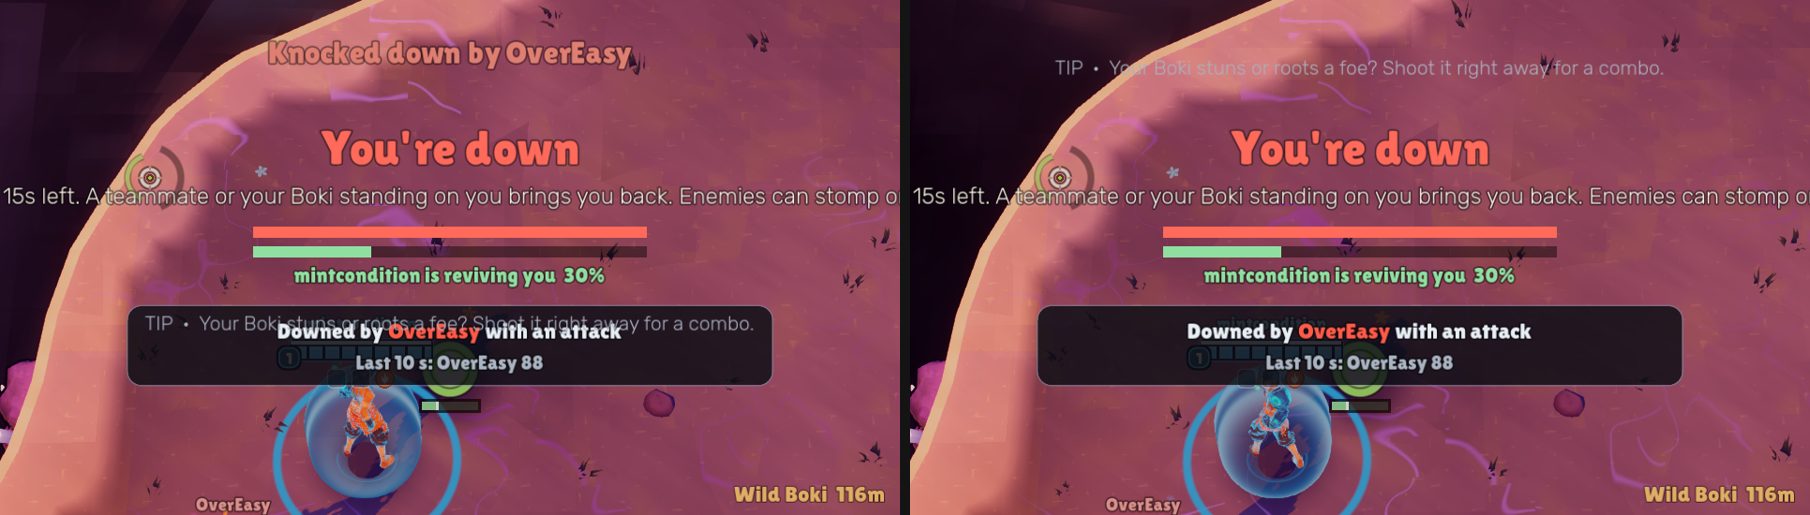 Knocked down by OverEasy
You're down
15s left. A teammate or your Boki standing on you brings you back. Enemies can stomp
mintcondition is reviving you 30%
TIP • Your Boki stuns or roots a foe? Shoot it right away for a combo.
Downed by OverEasy with an attack
Last 10 s: OverEasy 88
1
OverEasy
Wild Boki 116m
TIP • Your Boki stuns or roots a foe? Shoot it right away for a combo.
You're down
15s left. A teammate or your Boki standing on you brings you back. Enemies can stomp
mintcondition is reviving you 30%
Downed by OverEasy with an attack
Last 10 s: OverEasy 88
1
OverEasy
Wild Boki 116m